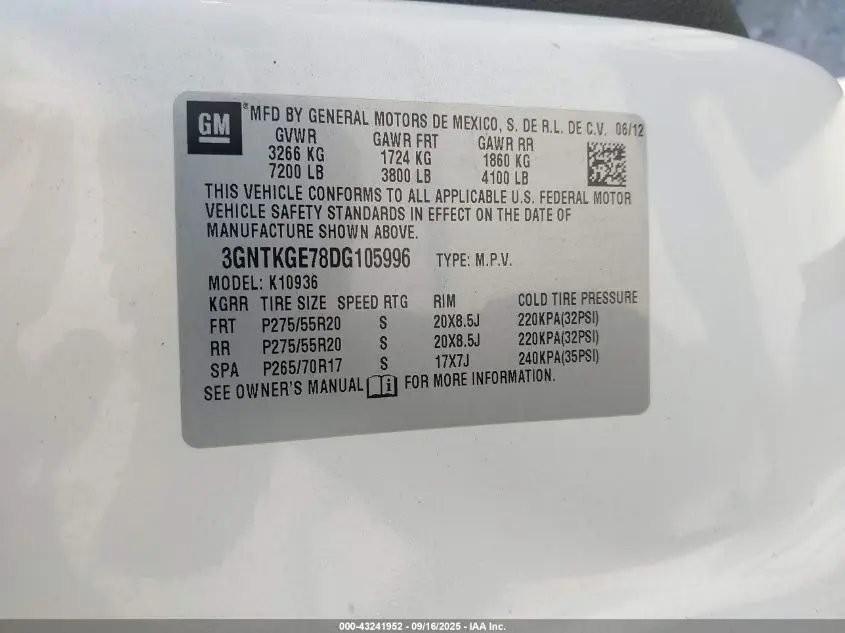 GM
® MFD BY GENERAL MOTORS DE MEXICO, S. DE R.L. DE C.V. 06/12
GVWR GAWR FRT GAWR RR
3266 KG 1724 KG 1860 KG
7200 LB 3800 LB 4100 LB
THIS VEHICLE CONFORMS TO ALL APPLICABLE U.S. FEDERAL MOTOR
VEHICLE SAFETY STANDARDS IN EFFECT ON THE DATE OF
MANUFACTURE SHOWN ABOVE.
3GNTKGE78DG105996 TYPE: M.P.V.
MODEL: K10936
KGRR TIRE SIZE SPEED RTG RIM COLD TIRE PRESSURE
FRT P275/55R20 S 20X8.5J 220KPA(32PSI)
RR P275/55R20 S 20X8.5J 220KPA(32PSI)
SPA P265/70R17 S 17X7J 240KPA(35PSI)
SEE OWNER'S MANUAL i FOR MORE INFORMATION.
000-43241952 - 09/16/2025 - IAA Inc.